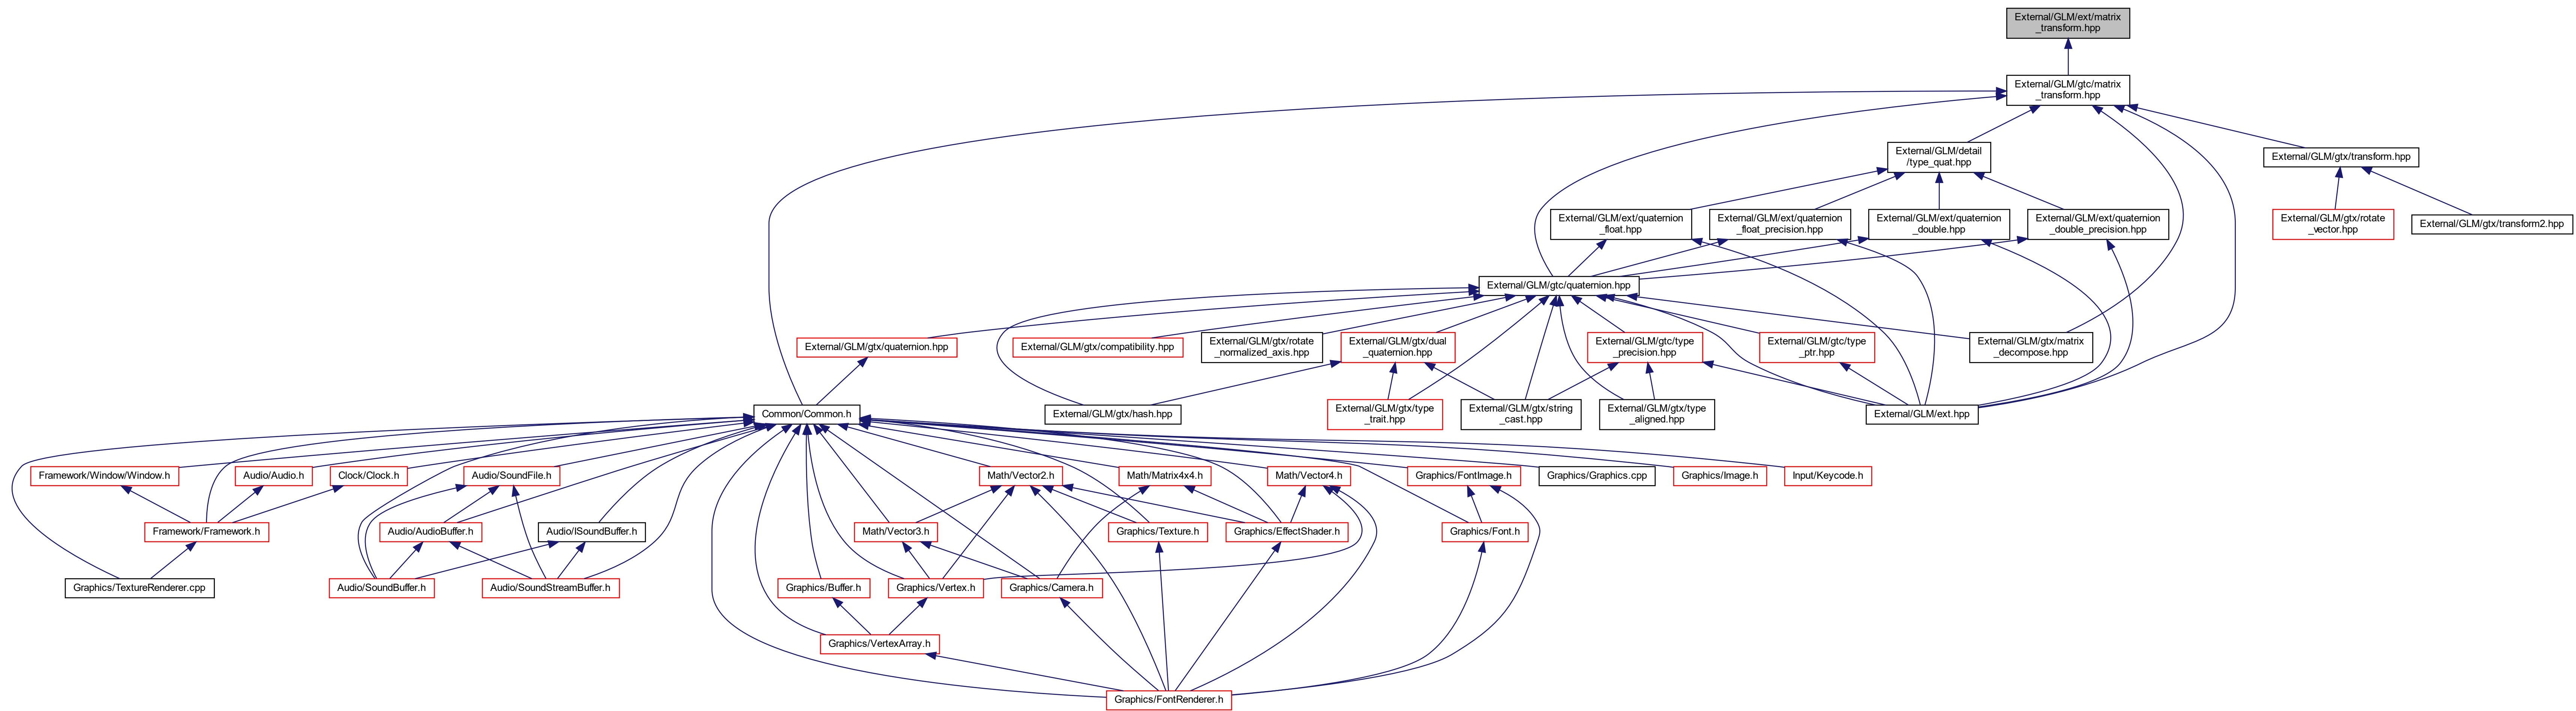 External/GLM/ext/matrix
_transform.hpp
External/GLM/gtc/matrix
_transform.hpp
External/GLM/detail
/type_quat.hpp
External/GLM/gtx/transform.hpp
External/GLM/ext/quaternion
_float.hpp
External/GLM/ext/quaternion
_float_precision.hpp
External/GLM/ext/quaternion
_double.hpp
External/GLM/ext/quaternion
_double_precision.hpp
External/GLM/gtx/rotate
_vector.hpp
External/GLM/gtx/transform2.hpp
External/GLM/gtc/quaternion.hpp
External/GLM/gtx/quaternion.hpp
External/GLM/gtx/compatibility.hpp
External/GLM/gtx/rotate
_normalized_axis.hpp
External/GLM/gtx/dual
_quaternion.hpp
External/GLM/gtc/type
_precision.hpp
External/GLM/gtc/type
_ptr.hpp
External/GLM/gtx/matrix
_decompose.hpp
Common/Common.h
External/GLM/gtx/hash.hpp
External/GLM/gtx/type
_trait.hpp
External/GLM/gtx/string
_cast.hpp
External/GLM/gtx/type
_aligned.hpp
External/GLM/ext.hpp
Framework/Window/Window.h
Audio/Audio.h
Clock/Clock.h
Audio/SoundFile.h
Math/Vector2.h
Math/Matrix4x4.h
Math/Vector4.h
Graphics/FontImage.h
Graphics/Graphics.cpp
Graphics/Image.h
Input/Keycode.h
Framework/Framework.h
Audio/AudioBuffer.h
Audio/ISoundBuffer.h
Math/Vector3.h
Graphics/Texture.h
Graphics/EffectShader.h
Graphics/Font.h
Graphics/TextureRenderer.cpp
Audio/SoundBuffer.h
Audio/SoundStreamBuffer.h
Graphics/Buffer.h
Graphics/Vertex.h
Graphics/Camera.h
Graphics/VertexArray.h
Graphics/FontRenderer.h